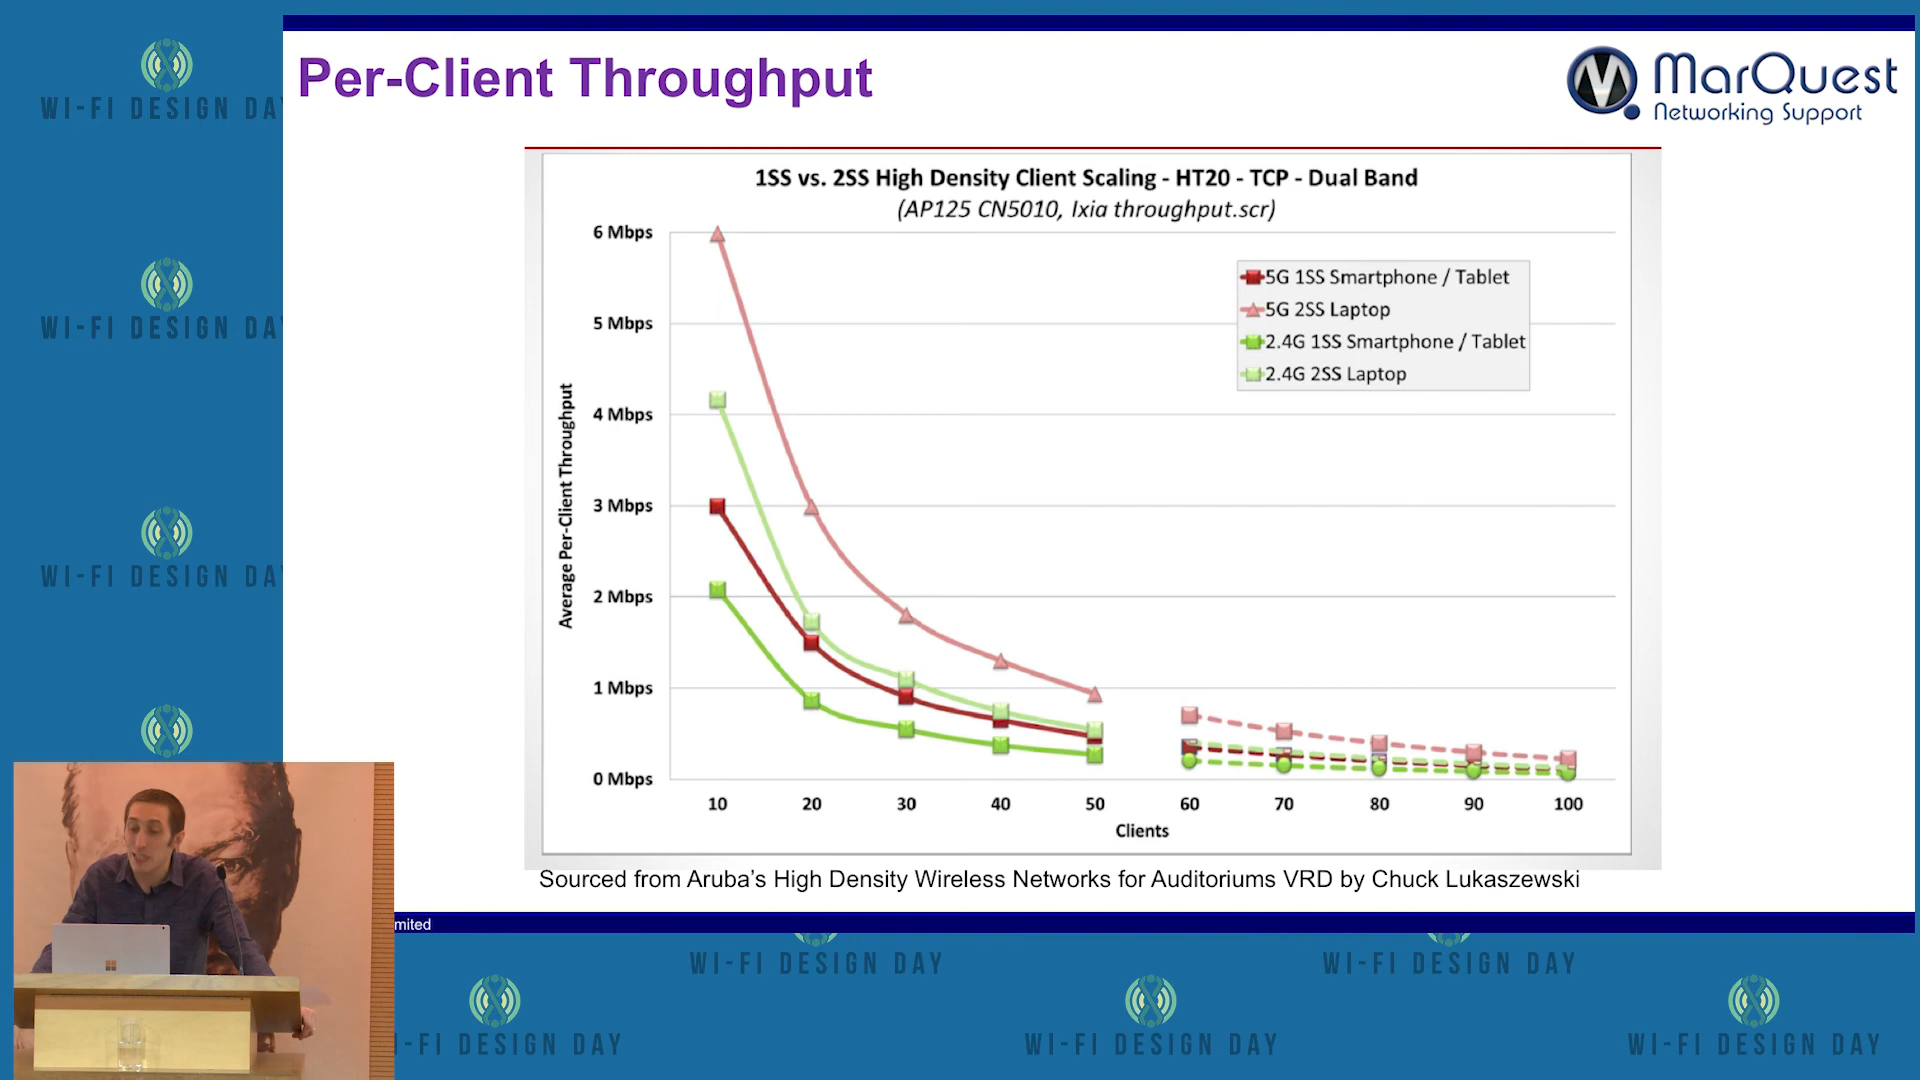 Per-Client Throughput
MarQuest
Networking Support
1SS vs. 2SS High Density Client Scaling - HT20 - TCP - Dual Band
(AP125 CN5010, Ixia throughput.scr)
Average Per-Client Throughput
6 Mbps
5 Mbps
4 Mbps
3 Mbps
2 Mbps
1 Mbps
0 Mbps
5G 1SS Smartphone / Tablet
5G 2SS Laptop
2.4G 1SS Smartphone / Tablet
2.4G 2SS Laptop
10 20 30 40 50 60 70 80 90 100
Clients
Sourced from Aruba's High Density Wireless Networks for Auditoriums VRD by Chuck Lukaszewski
mited
WI-FI DESIGN DAY
WI-FI DESIGN DA
WI-FI DESIGN DA
WI-FI DESIGN DAY
WI-FI DESIGN DAY
-FI DESIGN DAY
WI-FI DESIGN DAY
WI-FI DESIGN DAY